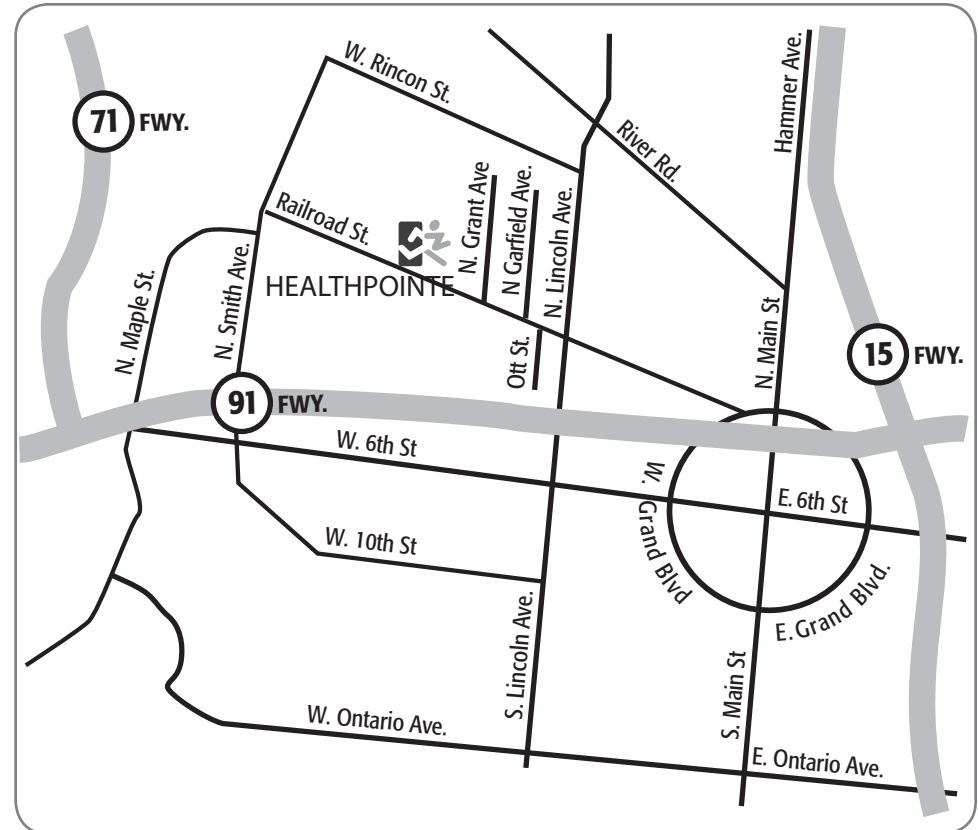 W. Rincon St.
Hammer Ave.
71 FWY.
River Rd.
N. Grant Ave
N Garfield Ave.
N. Lincoln Ave.
Railroad St.
HEALTHPOINTE
N. Maple St.
N. Smith Ave.
Ott St.
N. Main St
15 FWY.
91 FWY.
W. 6th St
E. 6th St
W. Grand Blvd
W. 10th St
E. Grand Blvd.
S. Lincoln Ave.
S. Main St
W. Ontario Ave.
E. Ontario Ave.